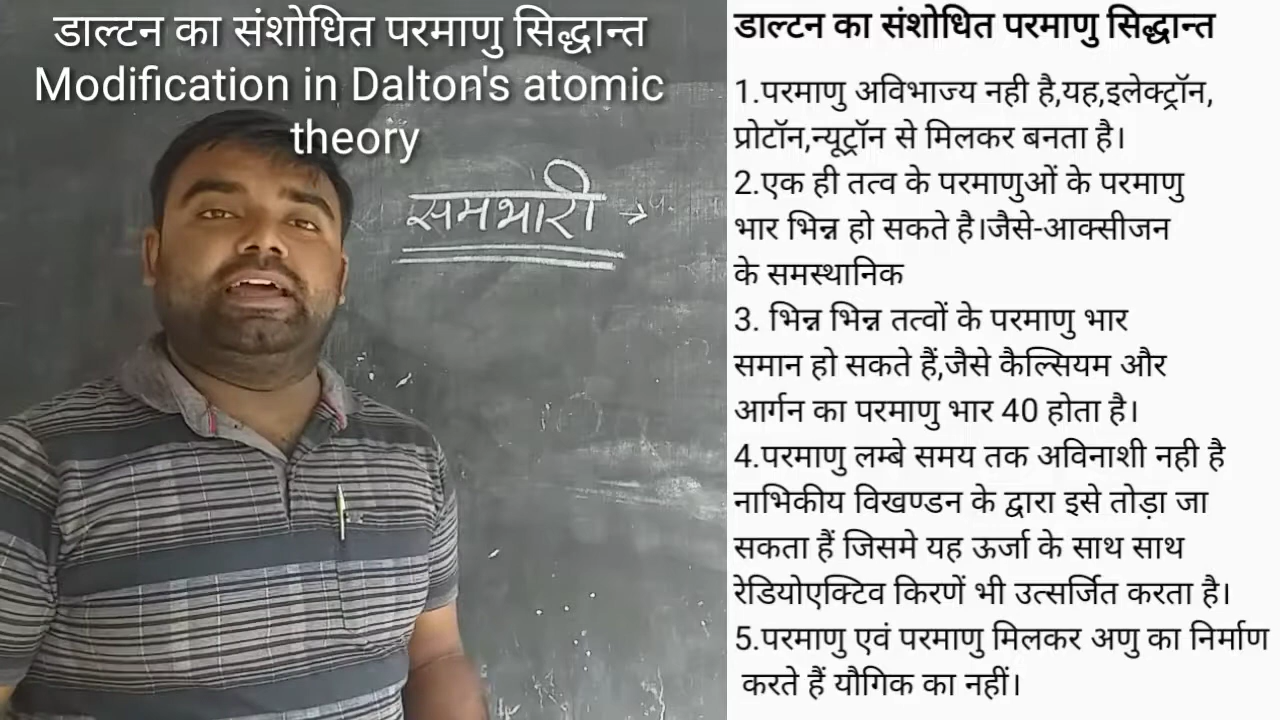 डाल्टन का संशोधित परमाणु सिद्धान्त
Modification in Dalton's atomic
theory
समभारी →
डाल्टन का संशोधित परमाणु सिद्धान्त
1.परमाणु अविभाज्य नही है,यह,इलेक्ट्रॉन,
प्रोटॉन,न्यूट्रॉन से मिलकर बनता है।
2.एक ही तत्व के परमाणुओं के परमाणु
भार भिन्न हो सकते है।जैसे-आक्सीजन
के समस्थानिक
3. भिन्न भिन्न तत्वों के परमाणु भार
समान हो सकते हैं,जैसे कैल्सियम और
आर्गन का परमाणु भार 40 होता है।
4.परमाणु लम्बे समय तक अविनाशी नही है
नाभिकीय विखण्डन के द्वारा इसे तोड़ा जा
सकता हैं जिसमे यह ऊर्जा के साथ साथ
रेडियोएक्टिव किरणें भी उत्सर्जित करता है।
5.परमाणु एवं परमाणु मिलकर अणु का निर्माण
करते हैं यौगिक का नहीं।